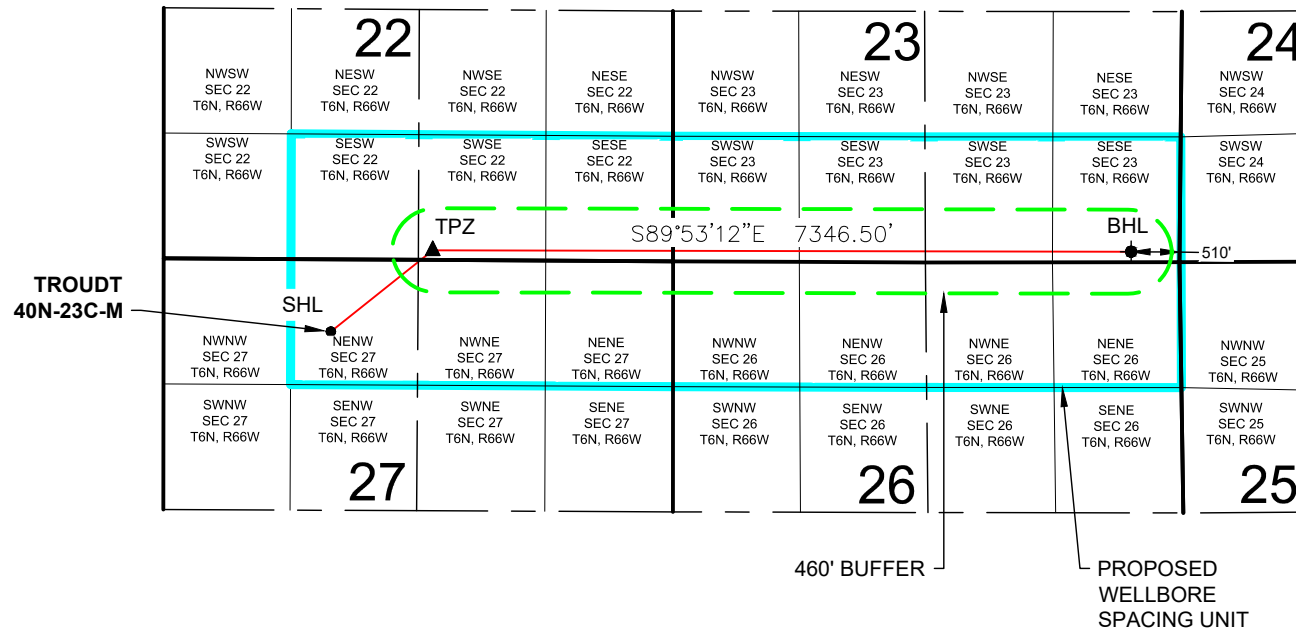 22
23
24
NWSW
SEC 22
T6N, R66W
NESW
SEC 22
T6N, R66W
NWSE
SEC 22
T6N, R66W
NESE
SEC 22
T6N, R66W
NWSW
SEC 23
T6N, R66W
NESW
SEC 23
T6N, R66W
NWSE
SEC 23
T6N, R66W
NESE
SEC 23
T6N, R66W
NWSW
SEC 24
T6N, R66W
SWSW
SEC 22
T6N, R66W
SESW
SEC 22
T6N, R66W
SWSE
SEC 22
T6N, R66W
SESE
SEC 22
T6N, R66W
SWSW
SEC 23
T6N, R66W
SESW
SEC 23
T6N, R66W
SWSE
SEC 23
T6N, R66W
SESE
SEC 23
T6N, R66W
SWSW
SEC 24
T6N, R66W
TPZ
S89°53'12"E 7346.50'
BHL
510'
TROUDT
40N-23C-M
SHL
NWNW
SEC 27
T6N, R66W
NENW
SEC 27
T6N, R66W
NWNE
SEC 27
T6N, R66W
NENE
SEC 27
T6N, R66W
NWNW
SEC 26
T6N, R66W
NENW
SEC 26
T6N, R66W
NWNE
SEC 26
T6N, R66W
NENE
SEC 26
T6N, R66W
NWNW
SEC 25
T6N, R66W
SWNW
SEC 27
T6N, R66W
SENW
SEC 27
T6N, R66W
SWNE
SEC 27
T6N, R66W
SENE
SEC 27
T6N, R66W
SWNW
SEC 26
T6N, R66W
SENW
SEC 26
T6N, R66W
SWNE
SEC 26
T6N, R66W
SENE
SEC 26
T6N, R66W
SWNW
SEC 25
T6N, R66W
27
26
25
460' BUFFER
PROPOSED
WELLBORE
SPACING UNIT